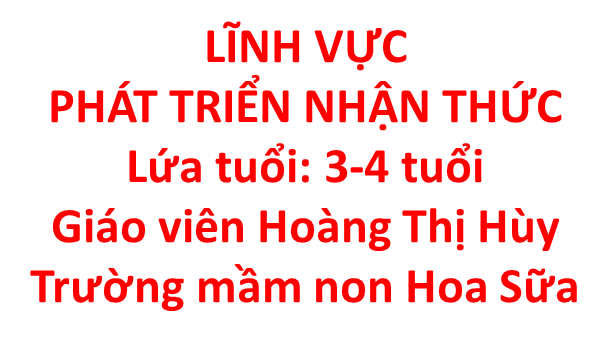 LĨNH VỰC
PHÁT TRIỂN NHẬN THỨC
Lứa tuổi: 3-4 tuổi
Giáo viên Hoàng Thị Hùy
Trường mầm non Hoa Sữa